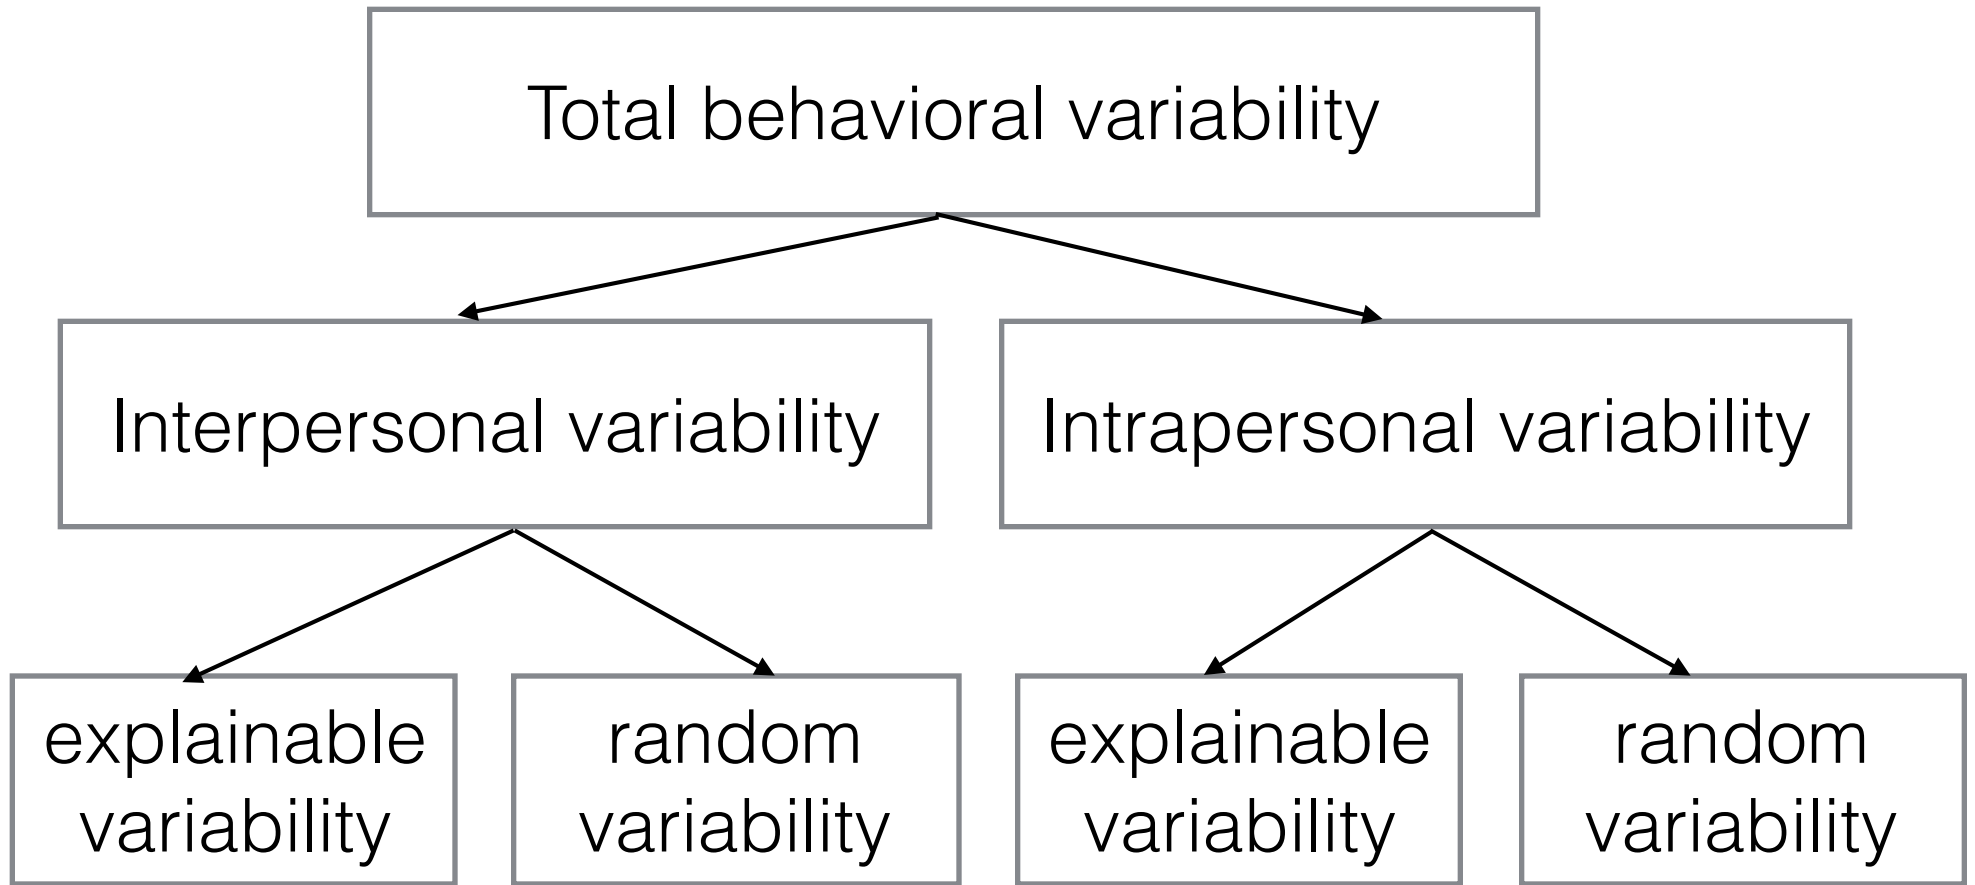 Total behavioral variability
Interpersonal variability
Intrapersonal variability
explainable
variability
random
variability
explainable
variability
random
variability